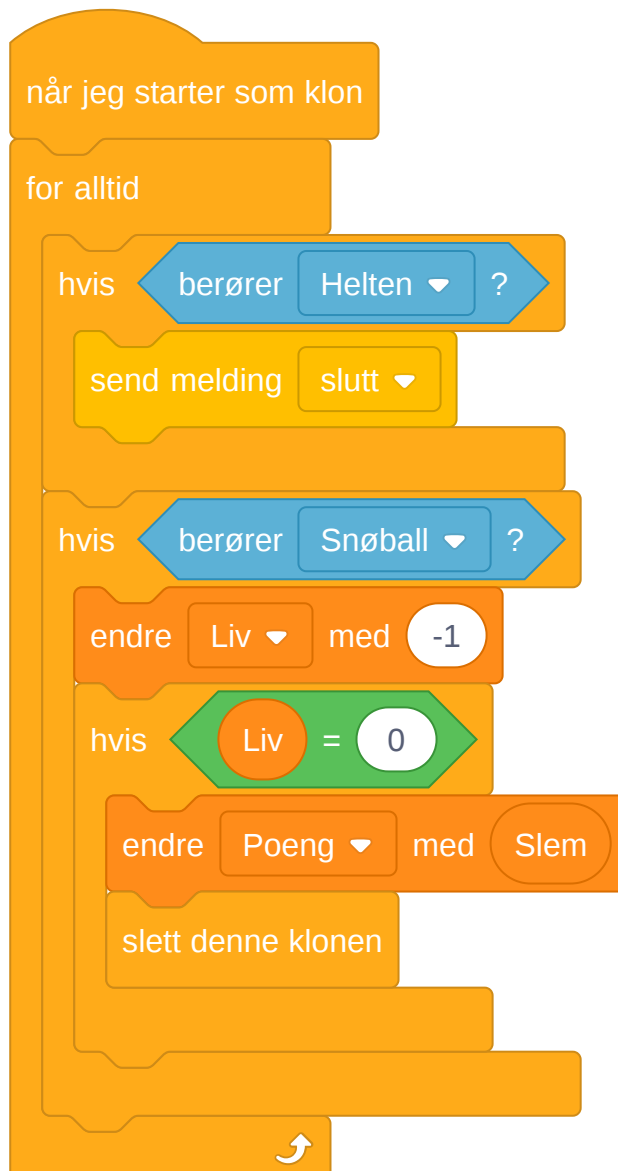 når jeg starter som klon
for alltid
hvis berører Helten ?
send melding slutt
hvis berører Snøball ?
endre Liv med -1
hvis Liv = 0
endre Poeng med Slem
slett denne klonen